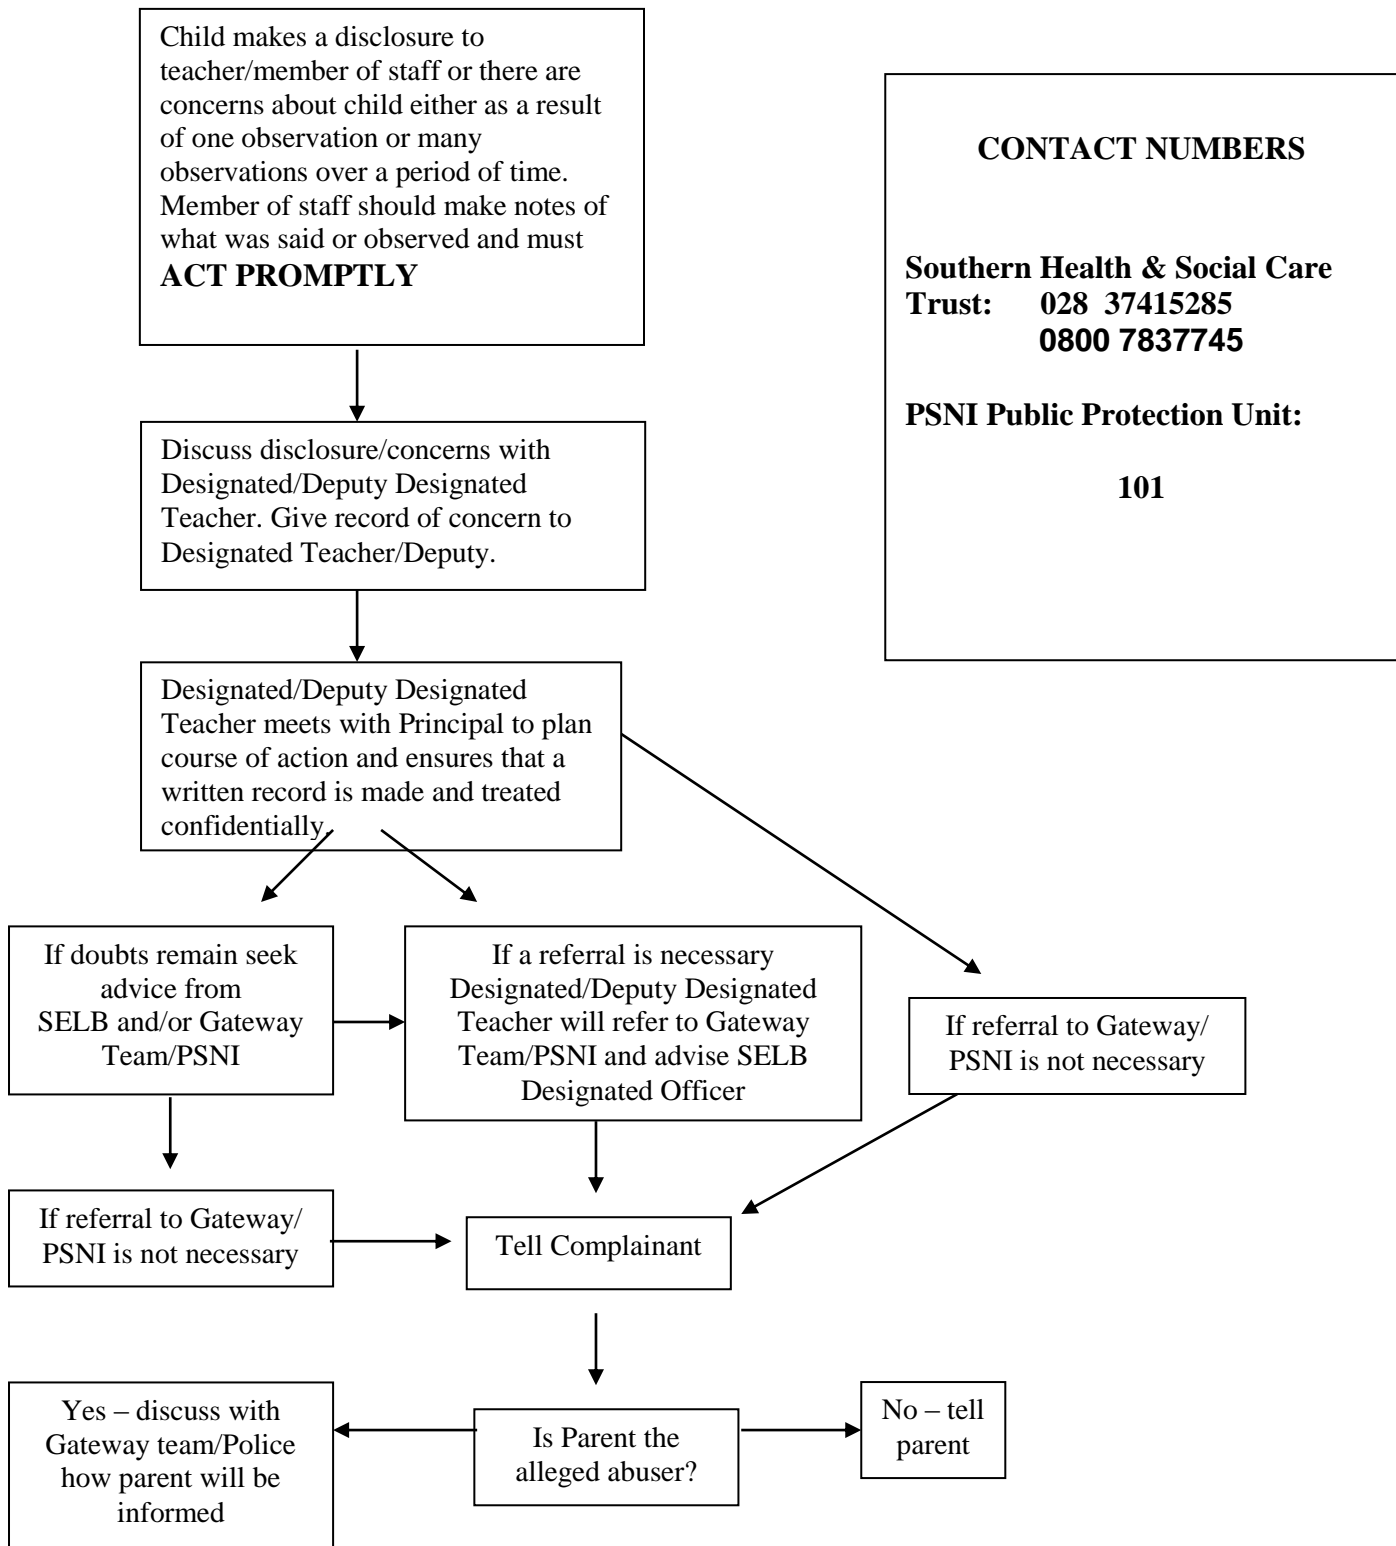 Child makes a disclosure to
teacher/member of staff or there are
concerns about child either as a result
of one observation or many
observations over a period of time.
Member of staff should make notes of
what was said or observed and must
ACT PROMPTLY
CONTACT NUMBERS
Southern Health & Social Care
Trust: 028 37415285
0800 7837745
PSNI Public Protection Unit:
101
Discuss disclosure/concerns with
Designated/Deputy Designated
Teacher. Give record of concern to
Designated Teacher/Deputy.
Designated/Deputy Designated
Teacher meets with Principal to plan
course of action and ensures that a
written record is made and treated
confidentially.
If doubts remain seek
advice from
SELB and/or Gateway
Team/PSNI
If a referral is necessary
Designated/Deputy Designated
Teacher will refer to Gateway
Team/PSNI and advise SELB
Designated Officer
If referral to Gateway/
PSNI is not necessary
If referral to Gateway/
PSNI is not necessary
Tell Complainant
Yes – discuss with
Gateway team/Police
how parent will be
informed
Is Parent the
alleged abuser?
No – tell
parent